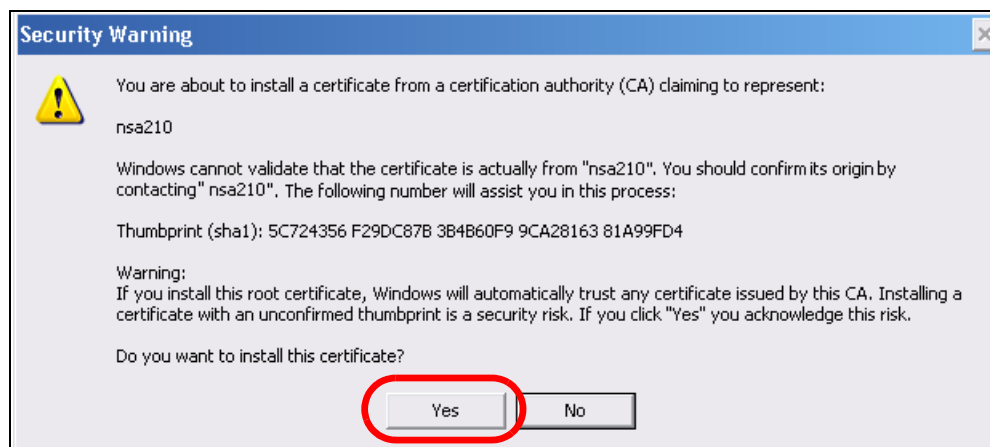 Security Warning
You are about to install a certificate from a certification authority (CA) claiming to represent:
nsa210
Windows cannot validate that the certificate is actually from "nsa210". You should confirm its origin by
contacting" nsa210". The following number will assist you in this process:
Thumbprint (sha1): 5C724356 F29DC87B 3B4B60F9 9CA28163 81A99FD4
Warning:
If you install this root certificate, Windows will automatically trust any certificate issued by this CA. Installing a
certificate with an unconfirmed thumbprint is a security risk. If you click "Yes" you acknowledge this risk.
Do you want to install this certificate?
Yes No